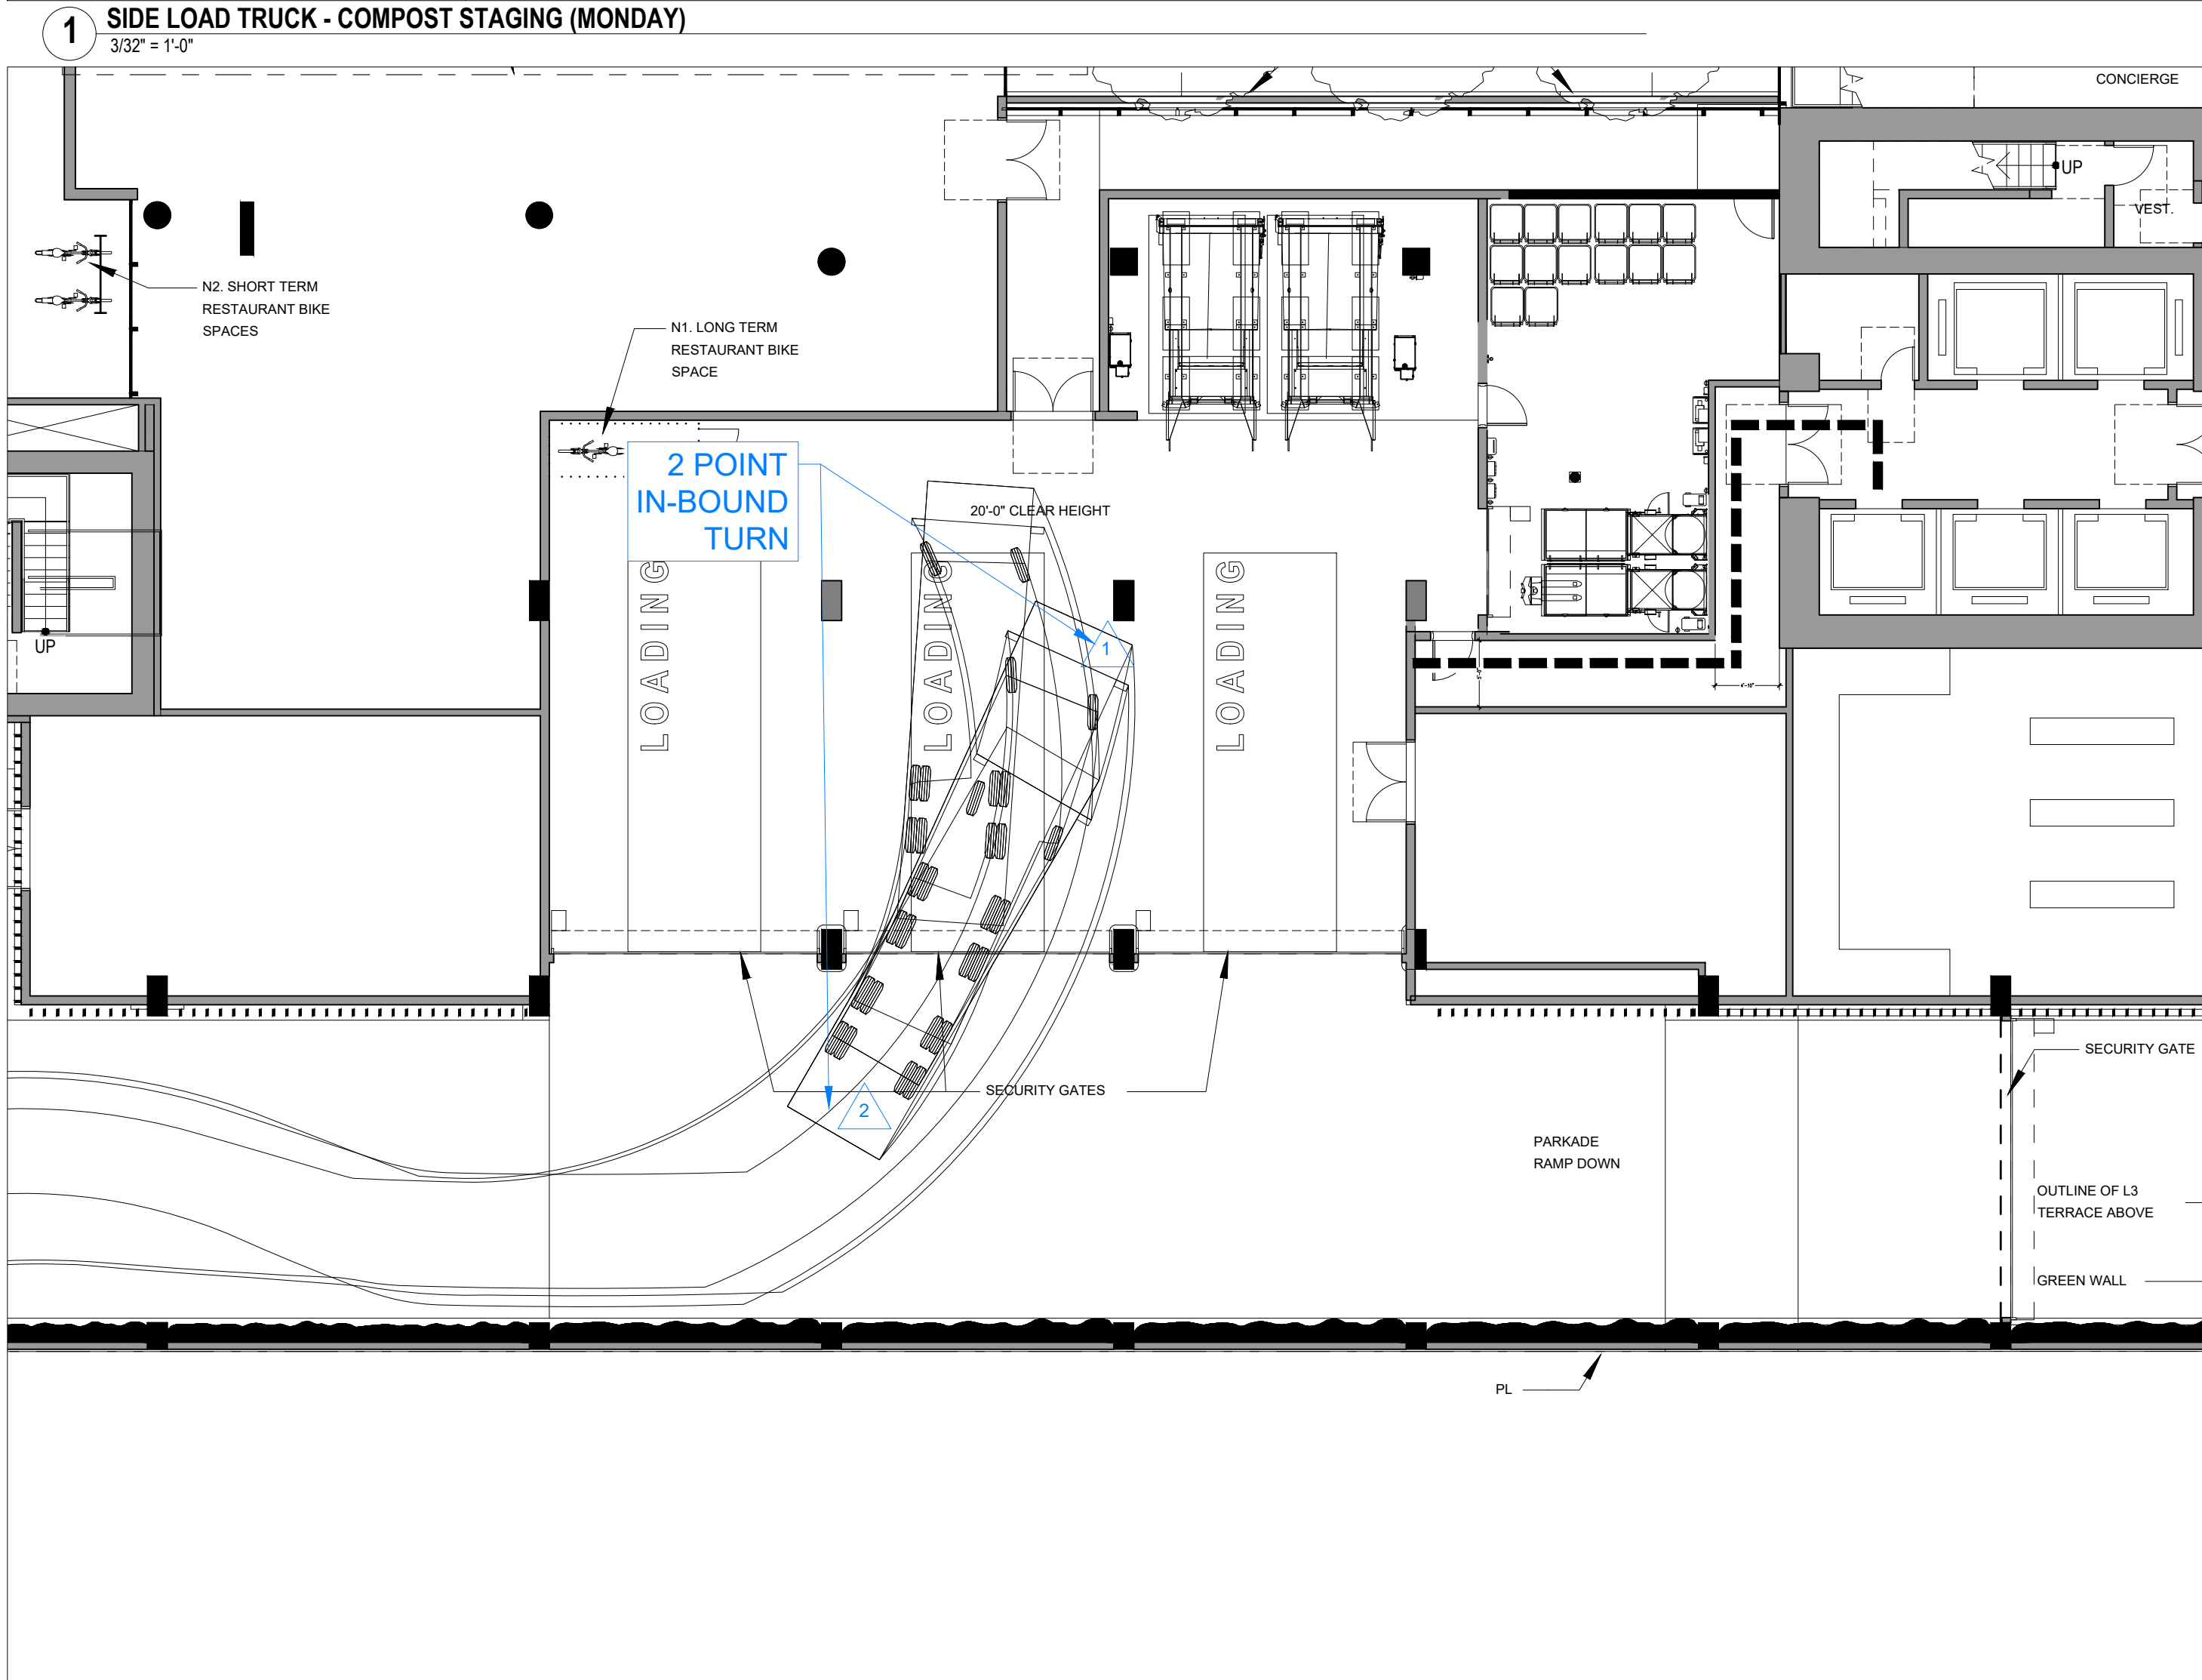 1
SIDE LOAD TRUCK - COMPOST STAGING (MONDAY)
3/32" = 1'-0"
CONCIERGE
UP
VEST.
N2. SHORT TERM
RESTAURANT BIKE
SPACES
N1. LONG TERM
RESTAURANT BIKE
SPACE
2 POINT
IN-BOUND
TURN
20'-0" CLEAR HEIGHT
LOADING
LOADING
LOADING
1
UP
2
SECURITY GATES
SECURITY GATE
PARKADE
RAMP DOWN
OUTLINE OF L3
TERRACE ABOVE
GREEN WALL
PL